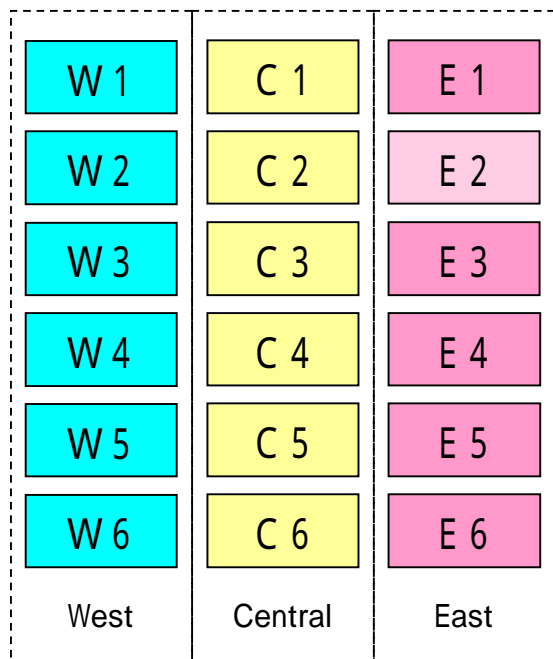 W 1 C 1 E 1
W 2 C 2 E 2
W 3 C 3 E 3
W 4 C 4 E 4
W 5 C 5 E 5
W 6 C 6 E 6
West Central East